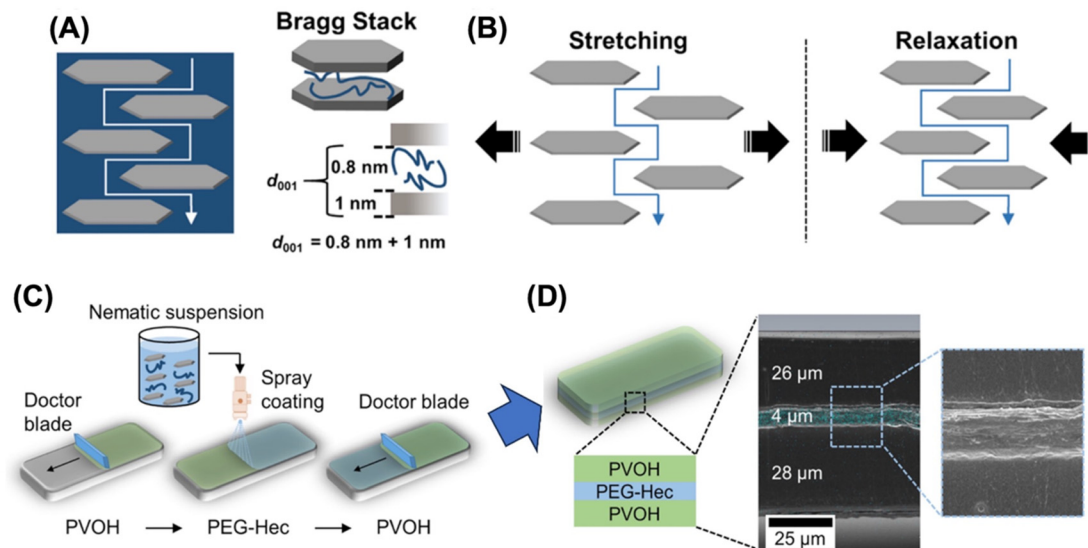 (A)
Bragg Stack
d001
0.8 nm
1 nm
d001 = 0.8 nm + 1 nm
(B)
Stretching
Relaxation
(C)
Nematic suspension
Doctor
blade
Spray
coating
Doctor blade
PVOH
PEG-Hec
PVOH
(D)
PVOH
PEG-Hec
PVOH
26 µm
4 µm
28 µm
25 µm